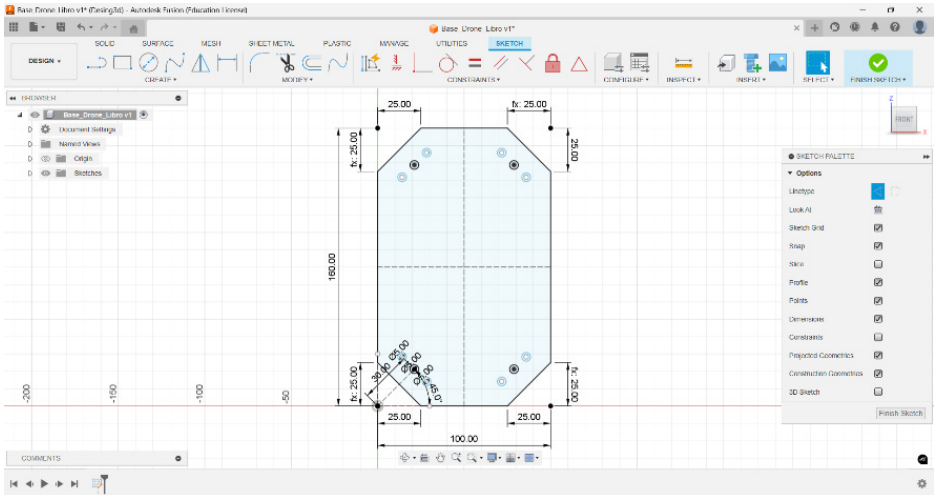 Base_Drone_Libro v1* (Desing3d) - Autodesk Fusion (Education License)
Base_Drone_Libro v1*
SOLID SURFACE MESH SHEET METAL PLASTIC MANAGE UTILITIES SKETCH
DESIGN
CREATE MODIFY CONSTRAINTS CONFIGURE INSPECT INSERT SELECT FINISH SKETCH
BROWSER
Base_Drone_Libro v1
Document Settings
Named Views
Origin
Sketches
25.00
fx: 25.00
fx: 25.00
25.00
160.00
fx: 25.00
30.00
45.0°
fx: 25.00
25.00
25.00
100.00
-200
-150
-100
-50
Z
FRONT
X
SKETCH PALETTE
Options
Linetype
Look At
Sketch Grid
Snap
Slice
Profile
Points
Dimensions
Constraints
Projected Geometries
Construction Geometries
3D Sketch
Finish Sketch
COMMENTS